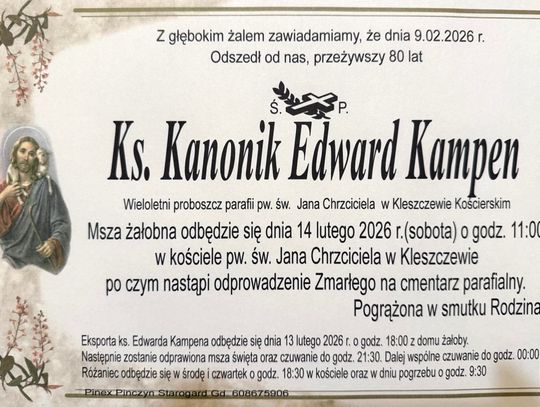 Z głębokim żalem zawiadamiamy, że dnia 9.02.2026 r.
Odszedł od nas, przeżywszy 80 lat
Ś. P.
Ks. Kanonik Edward Kampen
Wieloletni proboszcz parafii pw. św. Jana Chrzciciela w Kleszczewie Kościerskim
Msza żałobna odbędzie się dnia 14 lutego 2026 r.(sobota) o godz. 11:00
w kościele pw. św. Jana Chrzciciela w Kleszczewie
po czym nastąpi odprowadzenie Zmarłego na cmentarz parafialny.
Pogrążona w smutku Rodzina
Eksporta ks. Edwarda Kampena odbędzie się dnia 13 lutego 2026 r. o godz. 18:00 z domu żałoby.
Następnie zostanie odprawiona msza święta oraz czuwanie do godz. 21:30. Dalej wspólne czuwanie do godz. 00:00
Różaniec odbędzie się w środę i czwartek o godz. 18:30 w kościele oraz w dniu pogrzebu o godz. 9:30
Pinex Pinczyn Starogard Gd. 608675906